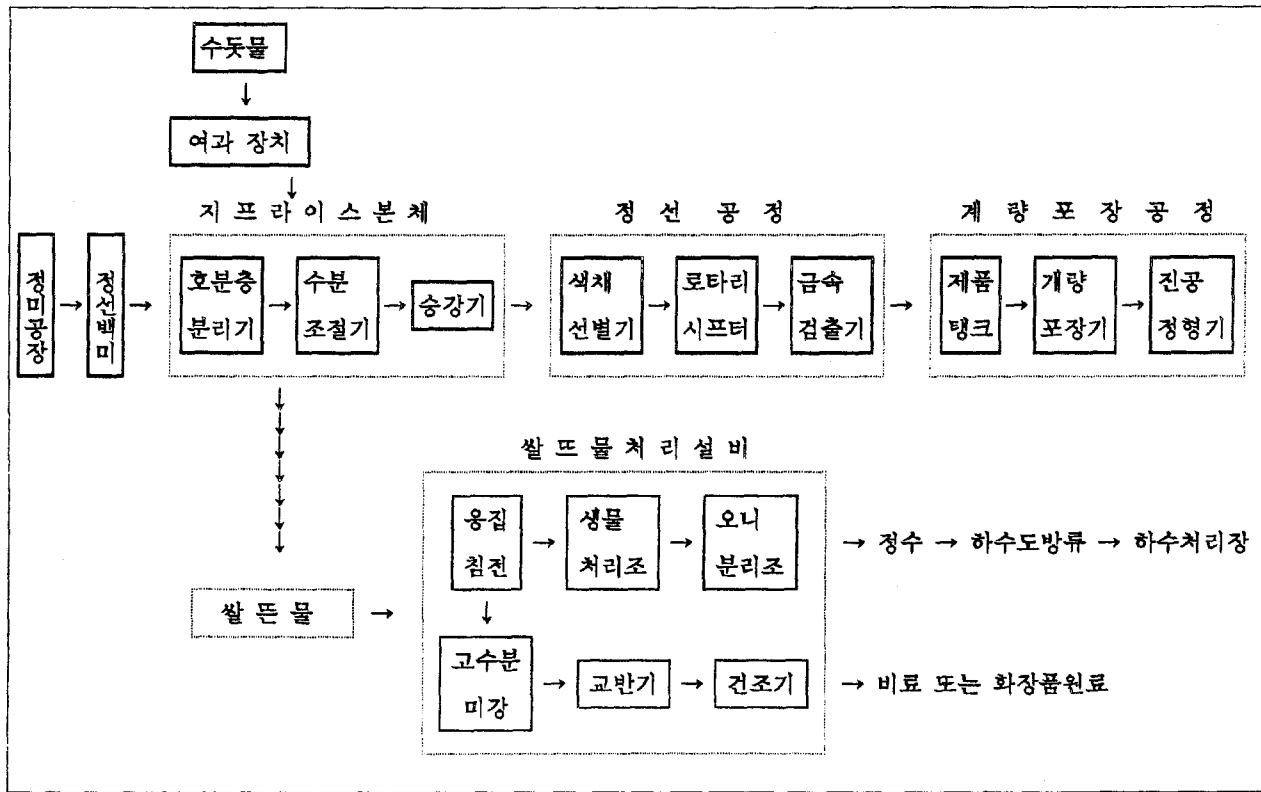 수돗물
↓
여과 장치
↓
지프라이스본체
정선 공정
계량포장공정
정미공장
→
정선백미
→
호분층
분리기
→
수분
조절기
→
승강기
→
색채
선별기
→
로타리
시프터
→
금속
검출기
→
제품
탱크
→
개량
포장기
→
진공
정형기
↓
↓
↓
↓
↓
↓
↓
쌀뜬물
→
쌀뜨물처리설비
응집
침전
→
생물
처리조
→
오니
분리조
→ 정수 → 하수도방류 → 하수처리장
↓
고수분
미강
→
교반기
→
건조기
→ 비료 또는 화장품원료